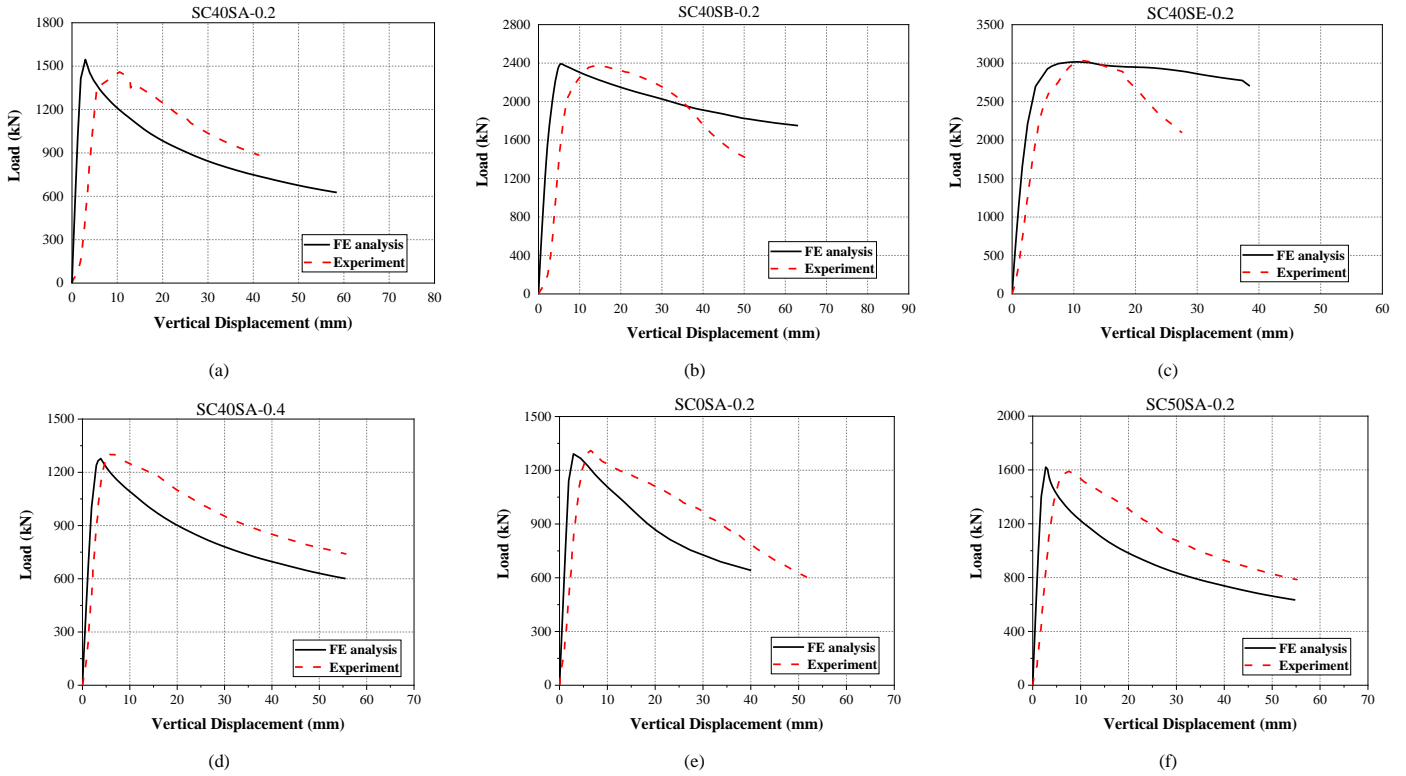 SC40SA-0.2
1800
1500
1200
900
600
300
0
Load (kN)
0 10 20 30 40 50 60 70 80
Vertical Displacement (mm)
FE analysis
Experiment
(a)
SC40SB-0.2
2800
2400
2000
1600
1200
800
400
0
Load (kN)
0 10 20 30 40 50 60 70 80 90
Vertical Displacement (mm)
FE analysis
Experiment
(b)
SC40SE-0.2
3500
3000
2500
2000
1500
1000
500
0
Load (kN)
0 10 20 30 40 50 60
Vertical Displacement (mm)
FE analysis
Experiment
(c)
SC40SA-0.4
1500
1200
900
600
300
0
Load (kN)
0 10 20 30 40 50 60 70
Vertical Displacement (mm)
FE analysis
Experiment
(d)
SC0SA-0.2
1500
1200
900
600
300
0
Load (kN)
0 10 20 30 40 50 60 70
Vertical Displacement (mm)
FE analysis
Experiment
(e)
SC50SA-0.2
2000
1600
1200
800
400
0
Load (kN)
0 10 20 30 40 50 60 70
Vertical Displacement (mm)
FE analysis
Experiment
(f)